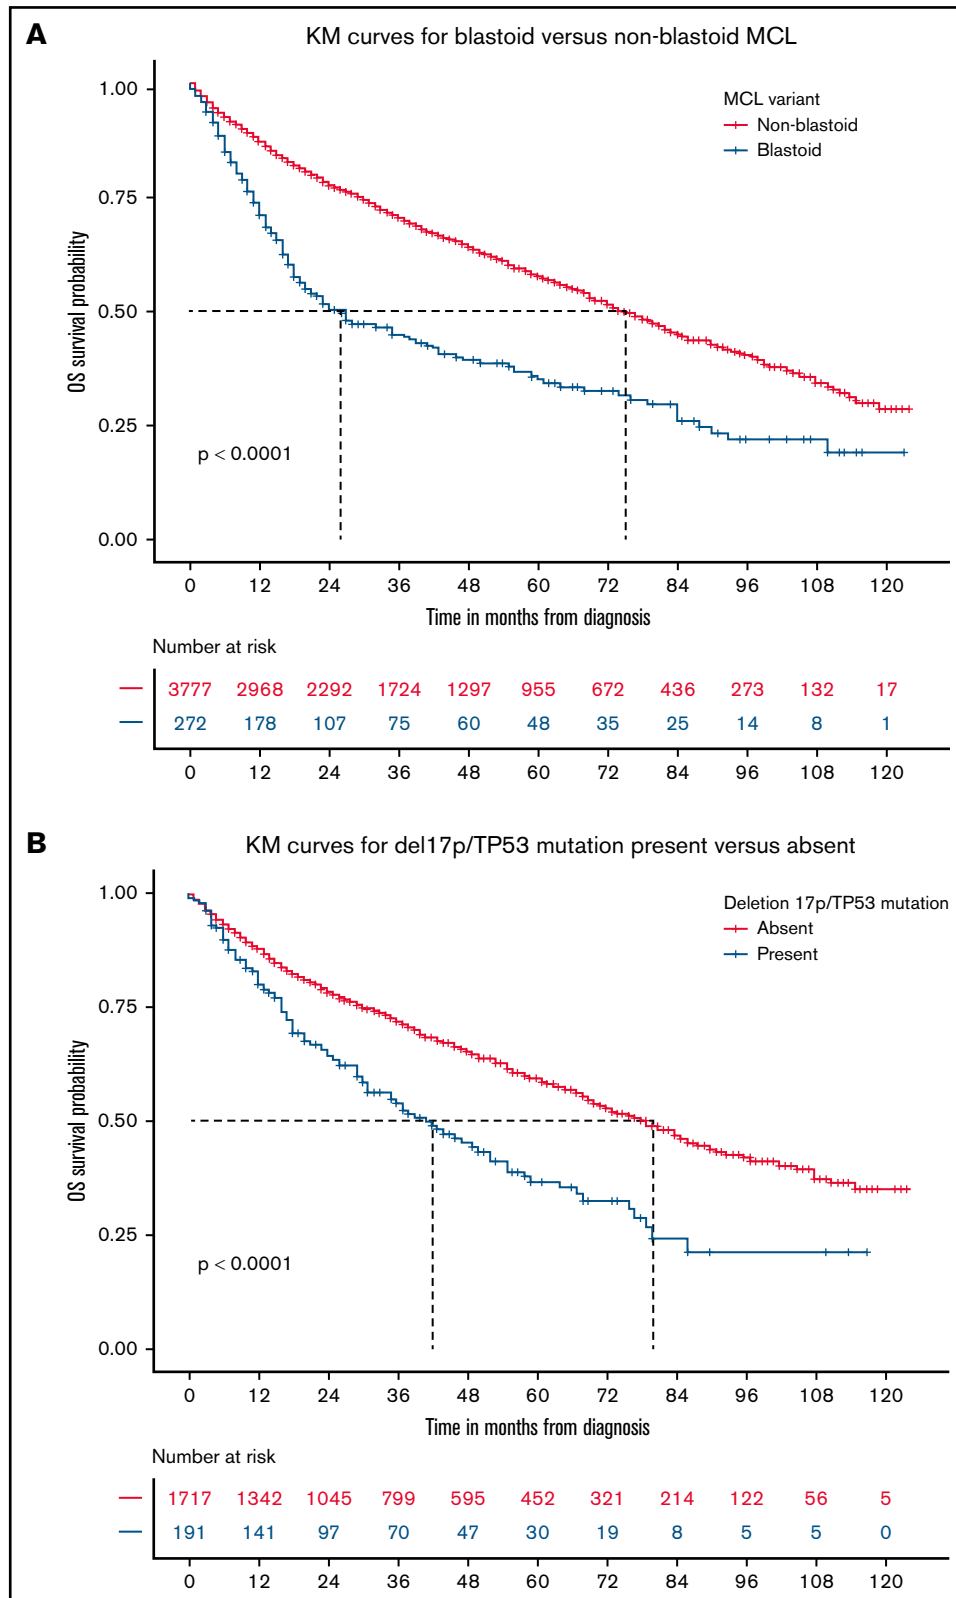 A
KM curves for blastoid versus non-blastoid MCL
1.00
0.75
0.50
0.25
0.00
OS survival probability
MCL variant
Non-blastoid
Blastoid
p < 0.0001
0 12 24 36 48 60 72 84 96 108 120
Time in months from diagnosis
Number at risk
3777 2968 2292 1724 1297 955 672 436 273 132 17
272 178 107 75 60 48 35 25 14 8 1
0 12 24 36 48 60 72 84 96 108 120
B
KM curves for del17p/TP53 mutation present versus absent
1.00
0.75
0.50
0.25
0.00
OS survival probability
Deletion 17p/TP53 mutation
Absent
Present
p < 0.0001
0 12 24 36 48 60 72 84 96 108 120
Time in months from diagnosis
Number at risk
1717 1342 1045 799 595 452 321 214 122 56 5
191 141 97 70 47 30 19 8 5 5 0
0 12 24 36 48 60 72 84 96 108 120